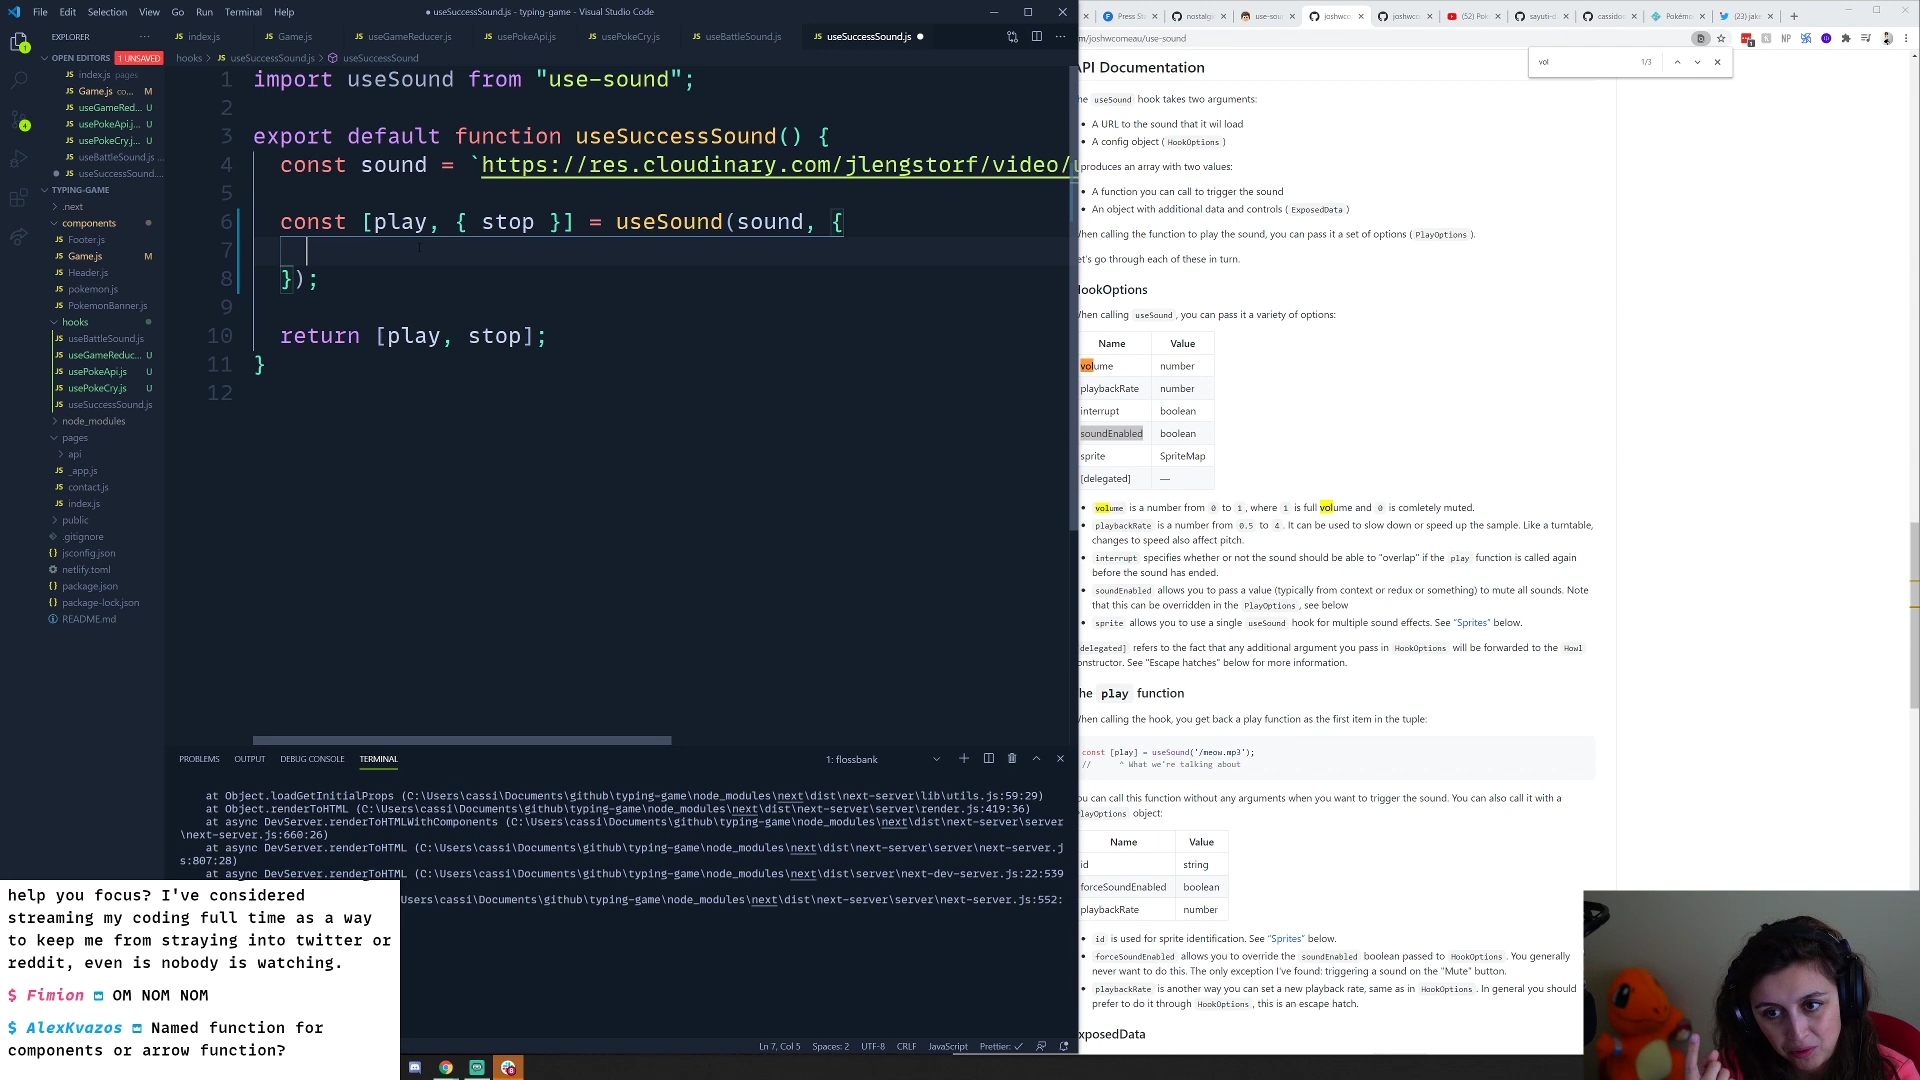 File Edit Selection View Go Run Terminal Help
● useSuccessSound.js - typing-game - Visual Studio Code
EXPLORER
OPEN EDITORS 1 UNSAVED
index.js pages
Game.js co... M
useGameRed... U
usePokeApi.j... U
usePokeCry.j... U
useBattleSound.js ...
useSuccessSound....
TYPING-GAME
.next
components
Footer.js
Game.js M
Header.js
pokemon.js
PokemonBanner.js
hooks
useBattleSound.js
useGameReduc... U
usePokeApi.js U
usePokeCry.js U
useSuccessSound.js
node_modules
pages
api
_app.js
contact.js
index.js
public
.gitignore
jsconfig.json
netlify.toml
package.json
package-lock.json
README.md
index.js Game.js useGameReducer.js usePokeApi.js usePokeCry.js useBattleSound.js useSuccessSound.js
hooks > useSuccessSound.js > useSuccessSound
1 import useSound from "use-sound";
2
3 export default function useSuccessSound() {
4 const sound = `https://res.cloudinary.com/jlengstorf/video/
5
6 const [play, { stop }] = useSound(sound, {
7
8 });
9
10 return [play, stop];
11 }
12
PROBLEMS OUTPUT DEBUG CONSOLE TERMINAL 1: flossbank
at Object.loadGetInitialProps (C:\Users\cassi\Documents\github\typing-game\node_modules\next\dist\next-server\lib\utils.js:59:29)
at Object.renderToHTML (C:\Users\cassi\Documents\github\typing-game\node_modules\next\dist\next-server\server\render.js:419:36)
at async DevServer.renderToHTMLWithComponents (C:\Users\cassi\Documents\github\typing-game\node_modules\next\dist\next-server\server
\next-server.js:660:26)
at async DevServer.renderToHTML (C:\Users\cassi\Documents\github\typing-game\node_modules\next\dist\next-server\server\next-server.j
s:807:28)
at async DevServer.renderToHTML (C:\Users\cassi\Documents\github\typing-game\node_modules\next\dist\server\next-dev-server.js:22:539
sers\cassi\Documents\github\typing-game\node_modules\next\dist\next-server\server\next-server.js:552:
Ln 7, Col 5 Spaces: 2 UTF-8 CRLF JavaScript Prettier: ✓
help you focus? I've considered
streaming my coding full time as a way
to keep me from straying into twitter or
reddit, even is nobody is watching.
$ Fimion OM NOM NOM
$ AlexKvazos Named function for
components or arrow function?
Press St nostalg use-sou joshwc joshwc (52) Pok sayuti-d cassido Pokémo (23) jak
m/joshwcomeau/use-sound
vol 1/3
API Documentation
he useSound hook takes two arguments:
• A URL to the sound that it wil load
• A config object ( HookOptions )
produces an array with two values:
• A function you can call to trigger the sound
• An object with additional data and controls ( ExposedData )
hen calling the function to play the sound, you can pass it a set of options ( PlayOptions ).
et's go through each of these in turn.
HookOptions
hen calling useSound , you can pass it a variety of options:
Name Value
volume number
playbackRate number
interrupt boolean
soundEnabled boolean
sprite SpriteMap
[delegated] —
• volume is a number from 0 to 1 , where 1 is full volume and 0 is comletely muted.
• playbackRate is a number from 0.5 to 4 . It can be used to slow down or speed up the sample. Like a turntable,
changes to speed also affect pitch.
• interrupt specifies whether or not the sound should be able to "overlap" if the play function is called again
before the sound has ended.
• soundEnabled allows you to pass a value (typically from context or redux or something) to mute all sounds. Note
that this can be overridden in the PlayOptions , see below
• sprite allows you to use a single useSound hook for multiple sound effects. See "Sprites" below.
delegated] refers to the fact that any additional argument you pass in HookOptions will be forwarded to the Howl
onstructor. See "Escape hatches" below for more information.
he play function
hen calling the hook, you get back a play function as the first item in the tuple:
const [play] = useSound('/meow.mp3');
// ^ What we're talking about
ou can call this function without any arguments when you want to trigger the sound. You can also call it with a
layOptions object:
Name Value
id string
forceSoundEnabled boolean
playbackRate number
• id is used for sprite identification. See "Sprites" below.
• forceSoundEnabled allows you to override the soundEnabled boolean passed to HookOptions . You generally
never want to do this. The only exception I've found: triggering a sound on the "Mute" button.
• playbackRate is another way you can set a new playback rate, same as in HookOptions . In general you should
prefer to do it through HookOptions , this is an escape hatch.
xposedData